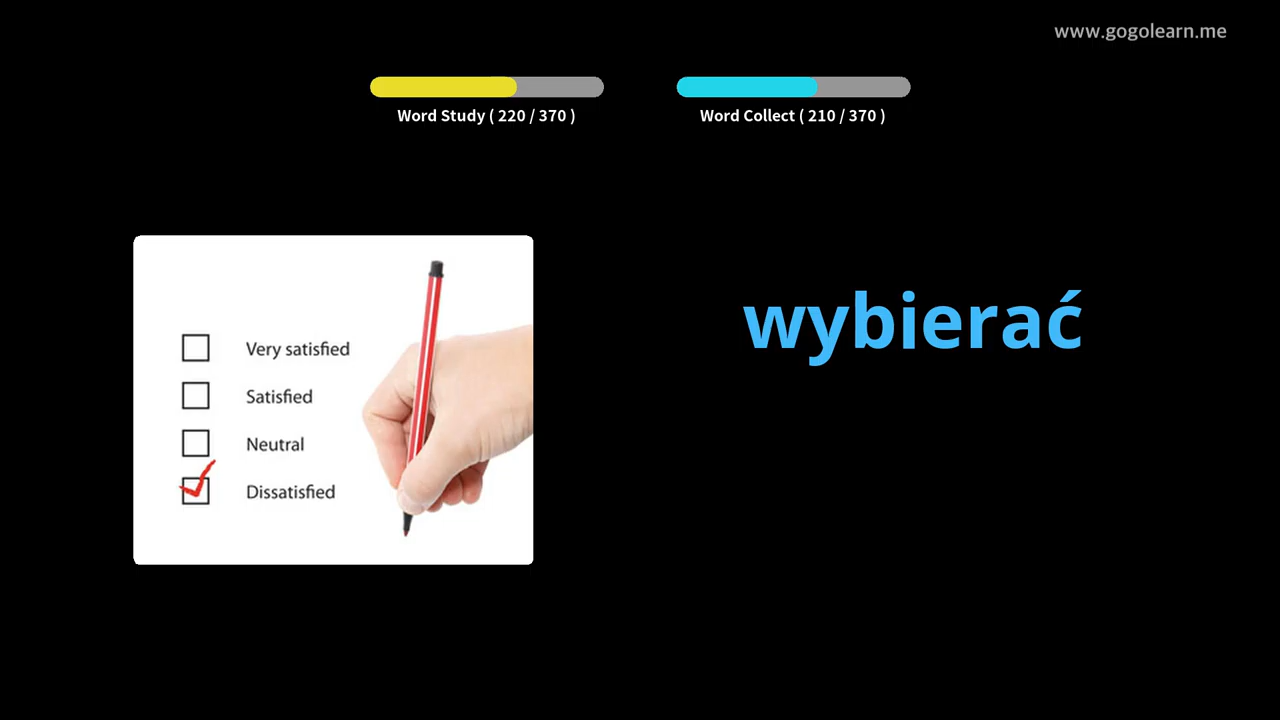 www.gogolearn.me
Word Study ( 220 / 370 )
Word Collect ( 210 / 370 )
wybierać
Very satisfied
Satisfied
Neutral
Dissatisfied